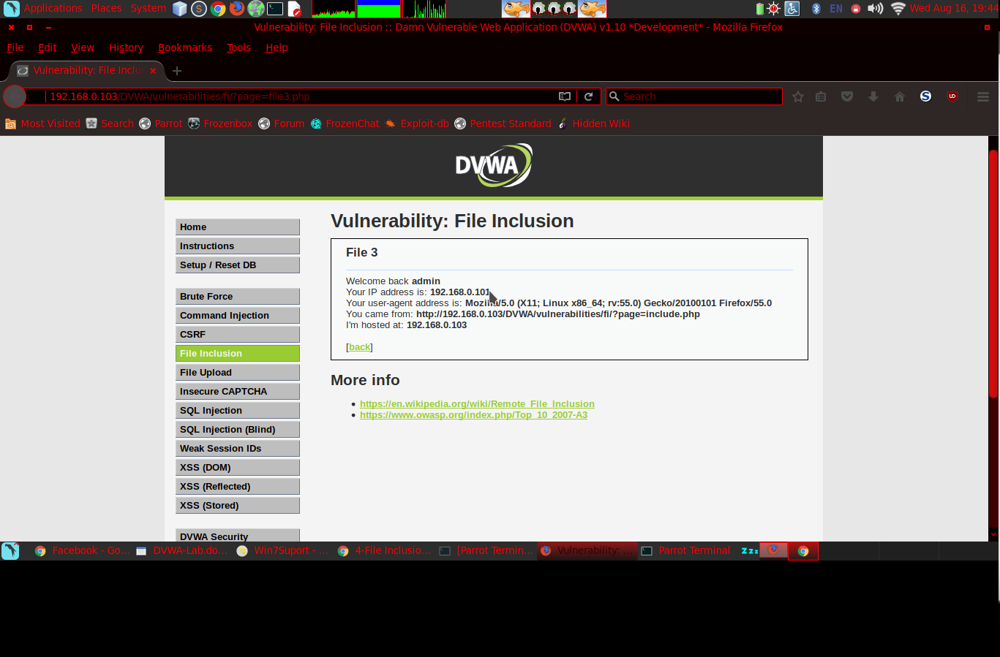 Applications Places System EN Wed Aug 16, 19:44
Vulnerability: File Inclusion :: Damn Vulnerable Web Application (DVWA) v1.10 *Development* - Mozilla Firefox
File Edit View History Bookmarks Tools Help
Vulnerability: File Inclu
192.168.0.103/DVWA/vulnerabilities/fi/?page=file3.php Search
Most Visited Search Parrot Frozenbox Forum FrozenChat Exploit-db Pentest Standard Hidden Wiki
DVWA
Home
Instructions
Setup / Reset DB
Brute Force
Command Injection
CSRF
File Inclusion
File Upload
Insecure CAPTCHA
SQL Injection
SQL Injection (Blind)
Weak Session IDs
XSS (DOM)
XSS (Reflected)
XSS (Stored)
DVWA Security
Vulnerability: File Inclusion
File 3
Welcome back admin
Your IP address is: 192.168.0.101
Your user-agent address is: Mozilla/5.0 (X11; Linux x86_64; rv:55.0) Gecko/20100101 Firefox/55.0
You came from: http://192.168.0.103/DVWA/vulnerabilities/fi/?page=include.php
I'm hosted at: 192.168.0.103
[back]
More info
https://en.wikipedia.org/wiki/Remote_File_Inclusion
https://www.owasp.org/index.php/Top_10_2007-A3
Facebook - Go... DVWA-Lab.do... Win7Suport - ... 4-File Inclusio... [Parrot Termin... Vulnerability: ... Parrot Terminal zzz